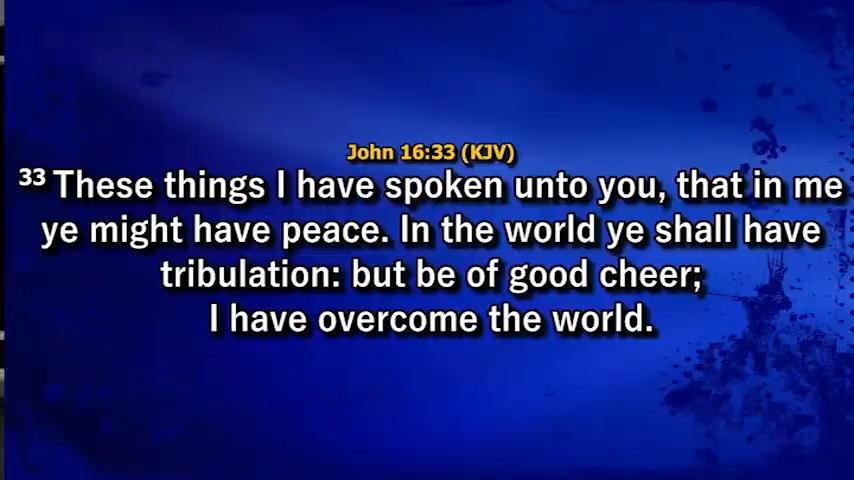 John 16:33 (KJV)
33 These things I have spoken unto you, that in me
ye might have peace. In the world ye shall have
tribulation: but be of good cheer;
I have overcome the world.